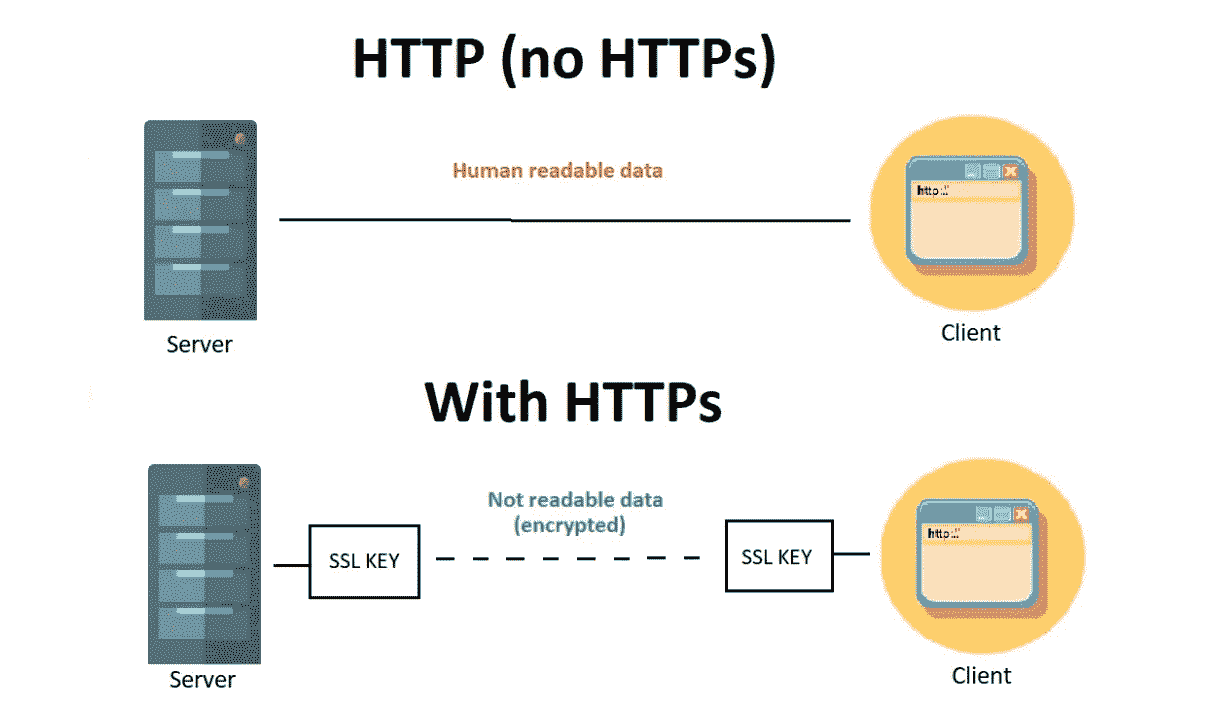 HTTP (no HTTPs)
Human readable data
http:/'
Server
Client
With HTTPs
Not readable data
(encrypted)
http:/'
SSL KEY
SSL KEY
Server
Client